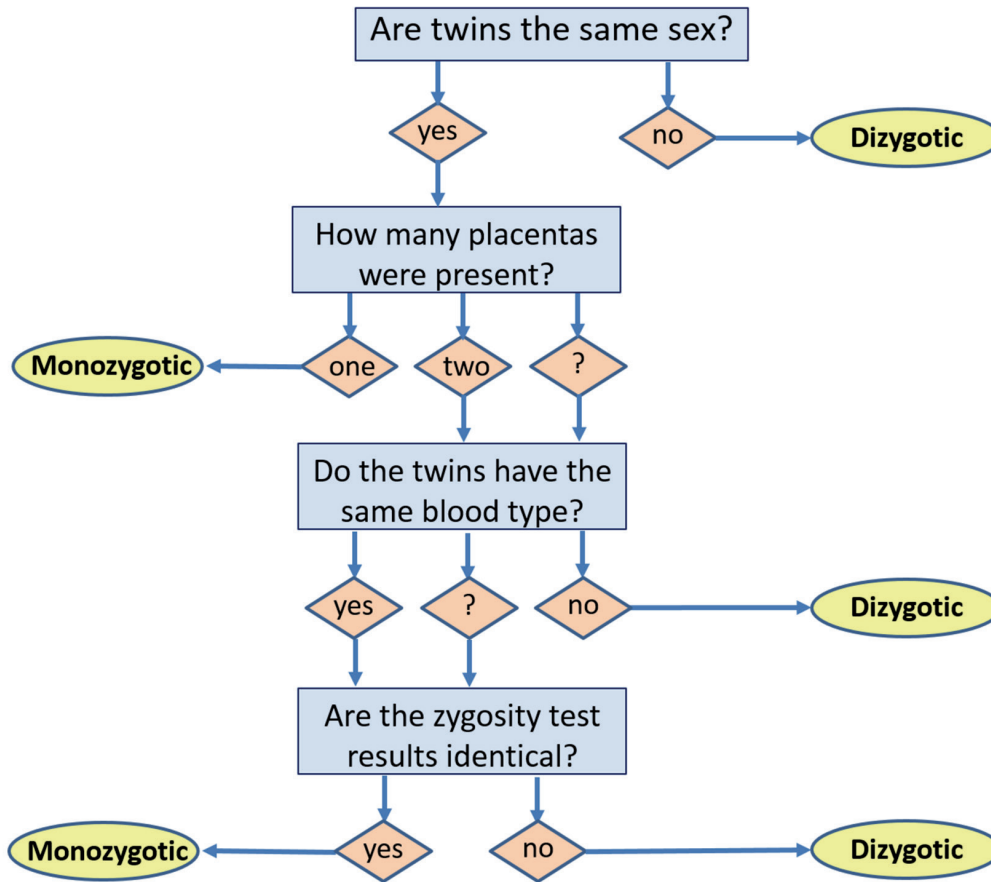 Are twins the same sex?
yes
no
Dizygotic
How many placentas
were present?
Monozygotic
one
two
?
Do the twins have the
same blood type?
yes
?
no
Dizygotic
Are the zygosity test
results identical?
Monozygotic
yes
no
Dizygotic